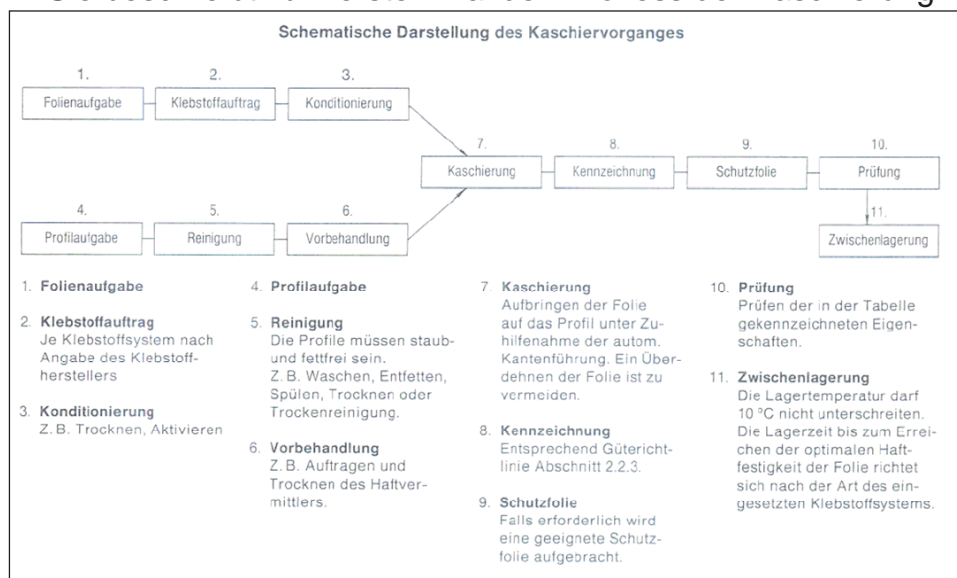 Schematische Darstellung des Kaschiervorganges
1.
2.
3.
Folienaufgabe
Klebstoffauftrag
Konditionierung
7.
8.
9.
10.
Kaschierung
Kennzeichnung
Schutzfolie
Prüfung
4.
5.
6.
11.
Profilaufgabe
Reinigung
Vorbehandlung
Zwischenlagerung
1. Folienaufgabe
2. Klebstoffauftrag
Je Klebstoffsystem nach
Angabe des Klebstoff-
herstellers
3. Konditionierung
Z. B. Trocknen, Aktivieren
4. Profilaufgabe
5. Reinigung
Die Profile müssen staub-
und fettfrei sein.
Z. B. Waschen, Entfetten,
Spülen, Trocknen oder
Trockenreinigung.
6. Vorbehandlung
Z. B. Auftragen und
Trocknen des Haftver-
mittlers.
7. Kaschierung
Aufbringen der Folie
auf das Profil unter Zu-
hilfenahme der autom.
Kantenführung. Ein Über-
dehnen der Folie ist zu
vermeiden.
8. Kennzeichnung
Entsprechend Güterricht-
linie Abschnitt 2.2.3.
9. Schutzfolie
Falls erforderlich wird
eine geeignete Schutz-
folie aufgebracht.
10. Prüfung
Prüfen der in der Tabelle
gekennzeichneten Eigen-
schaften.
11. Zwischenlagerung
Die Lagertemperatur darf
10 °C nicht unterschreiten.
Die Lagerzeit bis zum Errei-
chen der optimalen Haft-
festigkeit der Folie richtet
sich nach der Art des ein-
gesetzten Klebstoffsystems.